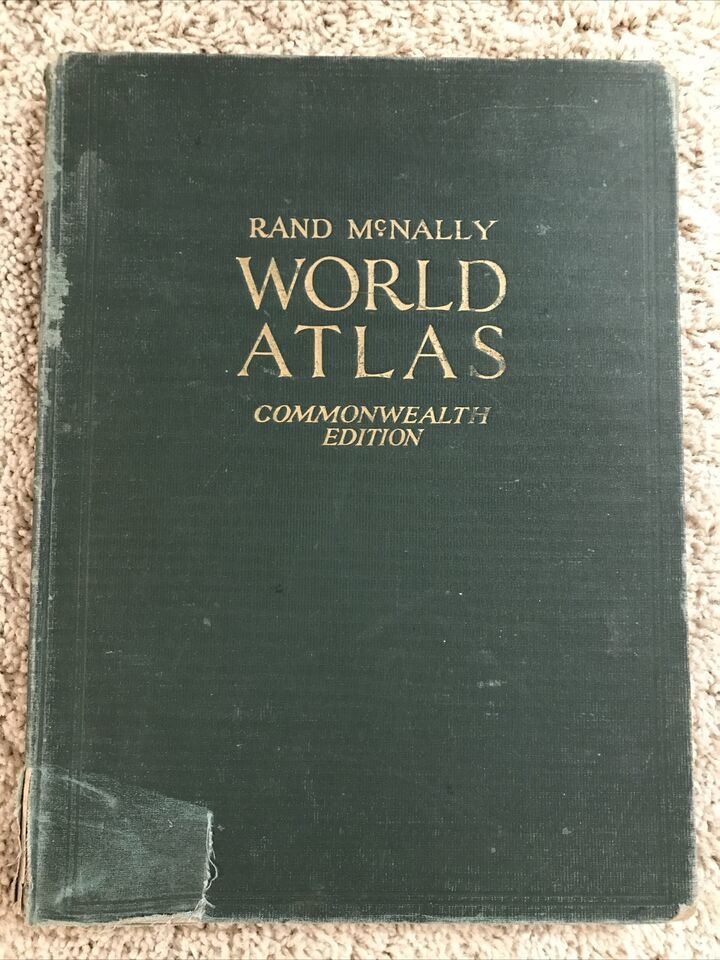 RAND McNALLY
WORLD
ATLAS
COMMONWEALTH
EDITION